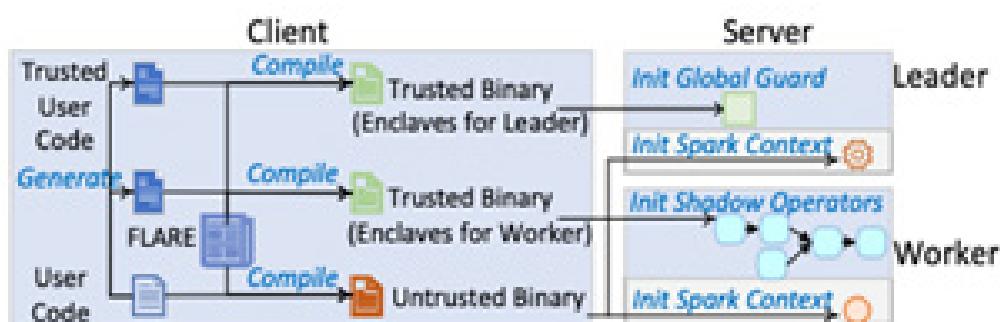 Client
Server
Trusted
User
Code
Compile
Trusted Binary
(Enclaves for Leader)
Init Global Guard
Leader
Init Spark Context
Generate
Compile
Trusted Binary
(Enclaves for Worker)
Init Shadow Operators
Worker
FLARE
User
Code
Compile
Untrusted Binary
Init Spark Context